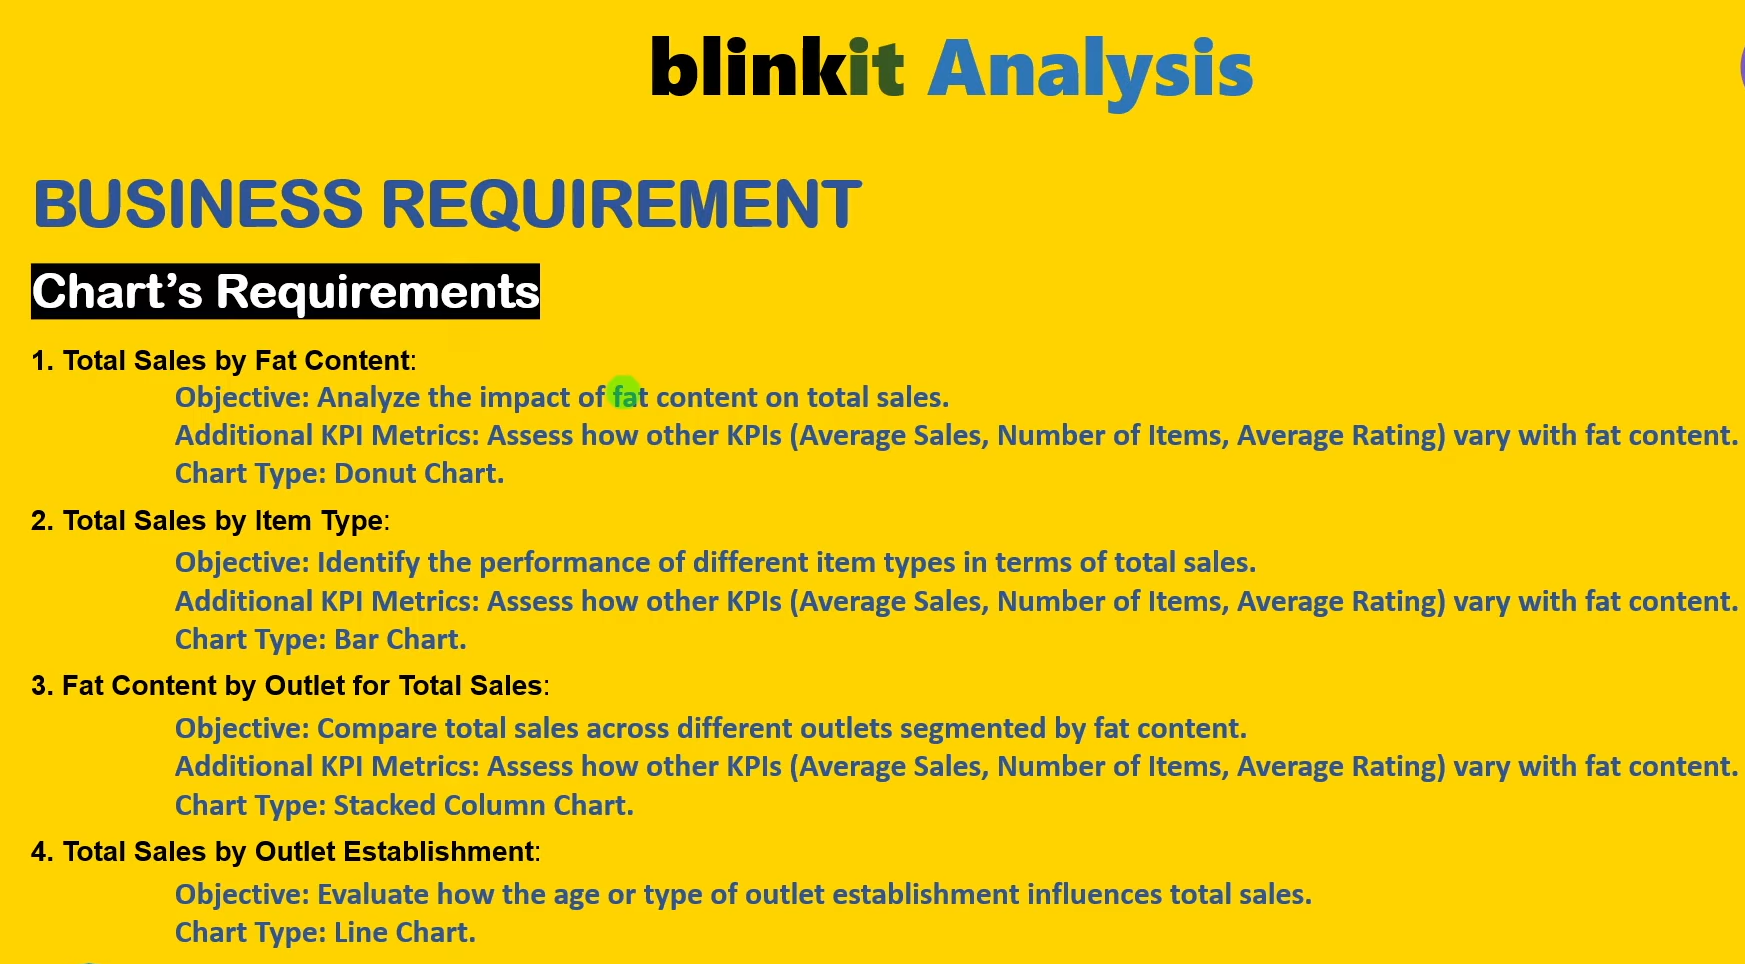 blinkit Analysis
BUSINESS REQUIREMENT
Chart's Requirements
1. Total Sales by Fat Content:
Objective: Analyze the impact of fat content on total sales.
Additional KPI Metrics: Assess how other KPIs (Average Sales, Number of Items, Average Rating) vary with fat content.
Chart Type: Donut Chart.
2. Total Sales by Item Type:
Objective: Identify the performance of different item types in terms of total sales.
Additional KPI Metrics: Assess how other KPIs (Average Sales, Number of Items, Average Rating) vary with fat content.
Chart Type: Bar Chart.
3. Fat Content by Outlet for Total Sales:
Objective: Compare total sales across different outlets segmented by fat content.
Additional KPI Metrics: Assess how other KPIs (Average Sales, Number of Items, Average Rating) vary with fat content.
Chart Type: Stacked Column Chart.
4. Total Sales by Outlet Establishment:
Objective: Evaluate how the age or type of outlet establishment influences total sales.
Chart Type: Line Chart.